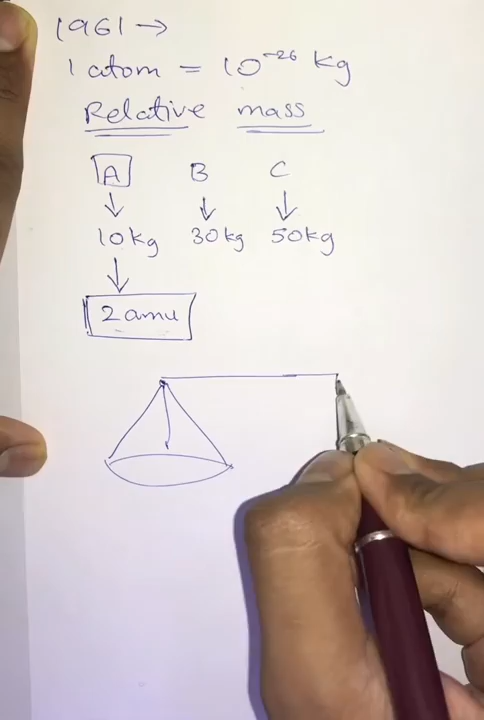 1961 →
1 atom = 10⁻²⁶ kg
Relative mass
A B C
↓ ↓ ↓
10kg 30kg 50kg
↓
2amu